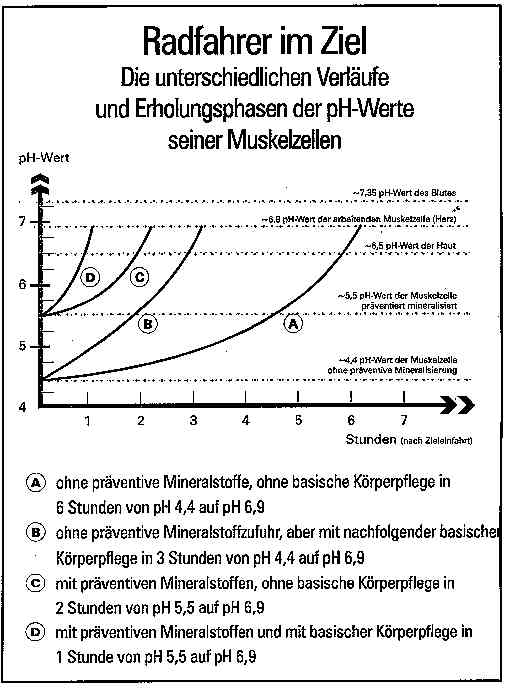 Radfahrer im Ziel
Die unterschiedlichen Verläufe
und Erholungsphasen der pH-Werte
seiner Muskelzellen
pH-Wert
~7,35 pH-Wert des Blutes
7
~6,9 pH-Wert der arbeitenden Muskelzelle (Herz)
~6,5 pH-Wert der Haut
D
C
6
~5,5 pH-Wert der Muskelzelle
präventiert mineralisiert
B
A
5
~4,4 pH-Wert der Muskelzelle
ohne präventive Mineralisierung
4
1 2 3 4 5 6 7
Stunden (nach Zieleinfahrt)
A ohne präventive Mineralstoffe, ohne basische Körperpflege in
6 Stunden von pH 4,4 auf pH 6,9
B ohne präventive Mineralstoffzufuhr, aber mit nachfolgender basischer
Körperpflege in 3 Stunden von pH 4,4 auf pH 6,9
C mit präventiven Mineralstoffen, ohne basische Körperpflege in
2 Stunden von pH 5,5 auf pH 6,9
D mit präventiven Mineralstoffen und mit basischer Körperpflege in
1 Stunde von pH 5,5 auf pH 6,9